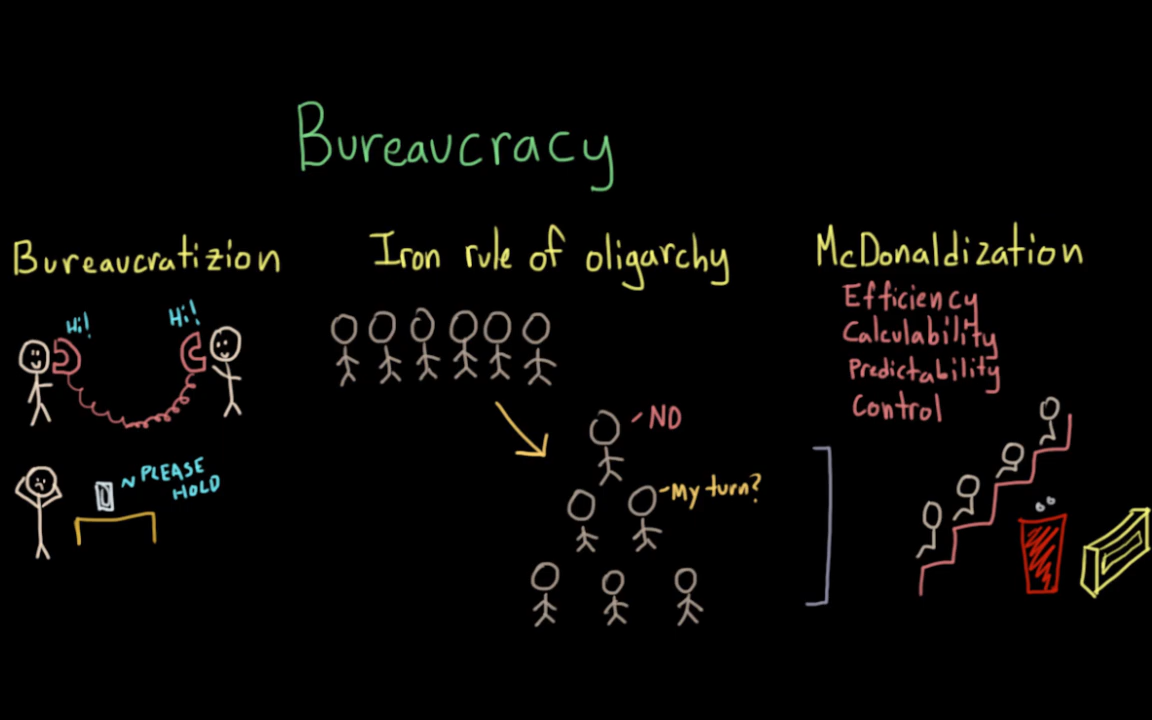 Bureaucracy
Bureaucratizion
Hi!
Hi!
~ PLEASE
HOLD
Iron rule of oligarchy
NO
My turn?
McDonaldization
Efficiency
Calculability
Predictability
Control